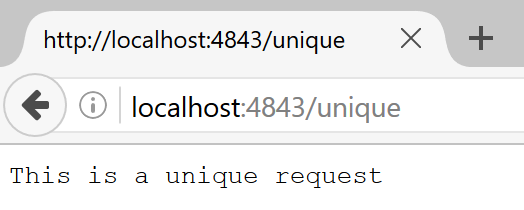 http://localhost:4843/unique
localhost:4843/unique
This is a unique request